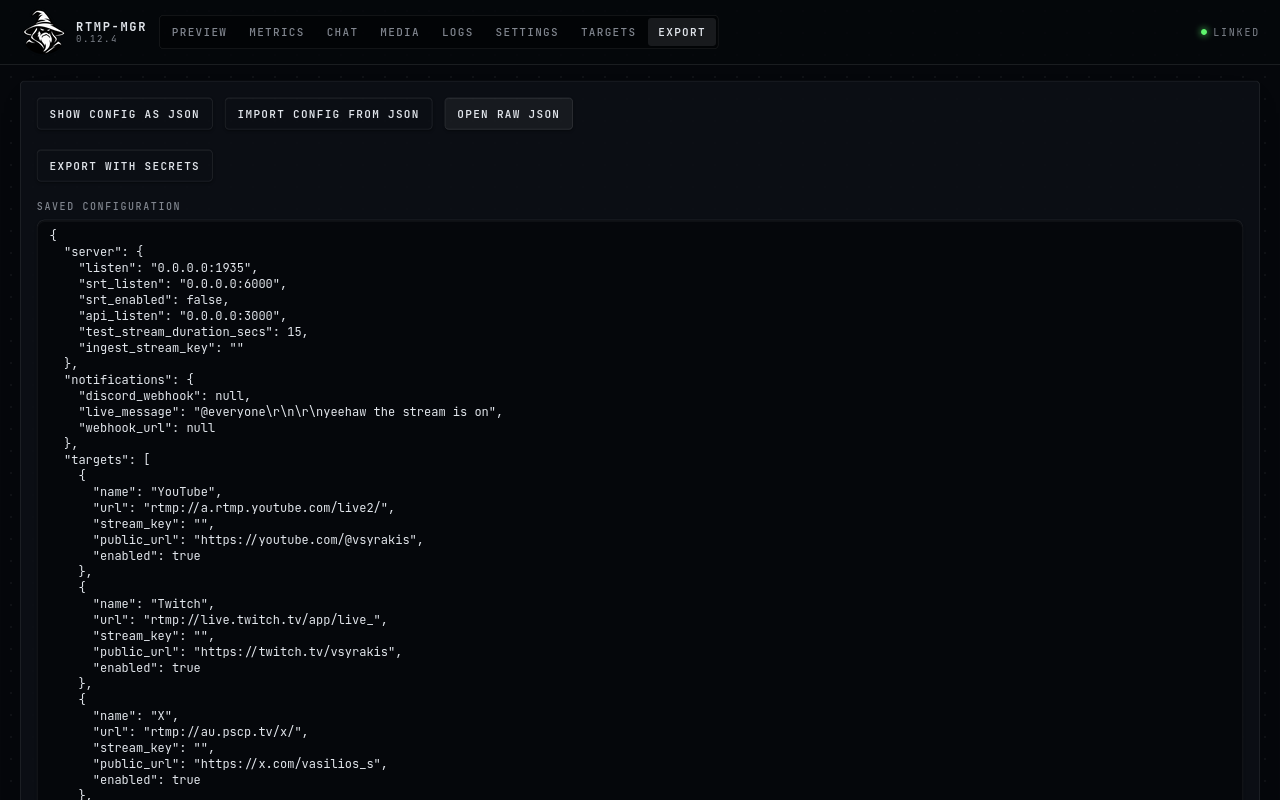 RTMP-MGR
0.12.4
PREVIEW METRICS CHAT MEDIA LOGS SETTINGS TARGETS EXPORT
LINKED
SHOW CONFIG AS JSON IMPORT CONFIG FROM JSON OPEN RAW JSON
EXPORT WITH SECRETS
SAVED CONFIGURATION
{
  "server": {
    "listen": "0.0.0.0:1935",
    "srt_listen": "0.0.0.0:6000",
    "srt_enabled": false,
    "api_listen": "0.0.0.0:3000",
    "test_stream_duration_secs": 15,
    "ingest_stream_key": ""
  },
  "notifications": {
    "discord_webhook": null,
    "live_message": "@everyone\r\n\r\nyeehaw the stream is on",
    "webhook_url": null
  },
  "targets": [
    {
      "name": "YouTube",
      "url": "rtmp://a.rtmp.youtube.com/live2/",
      "stream_key": "",
      "public_url": "https://youtube.com/@vsyrakis",
      "enabled": true
    },
    {
      "name": "Twitch",
      "url": "rtmp://live.twitch.tv/app/live_",
      "stream_key": "",
      "public_url": "https://twitch.tv/vsyrakis",
      "enabled": true
    },
    {
      "name": "X",
      "url": "rtmp://au.pscp.tv/x/",
      "stream_key": "",
      "public_url": "https://x.com/vasilios_s",
      "enabled": true
    },